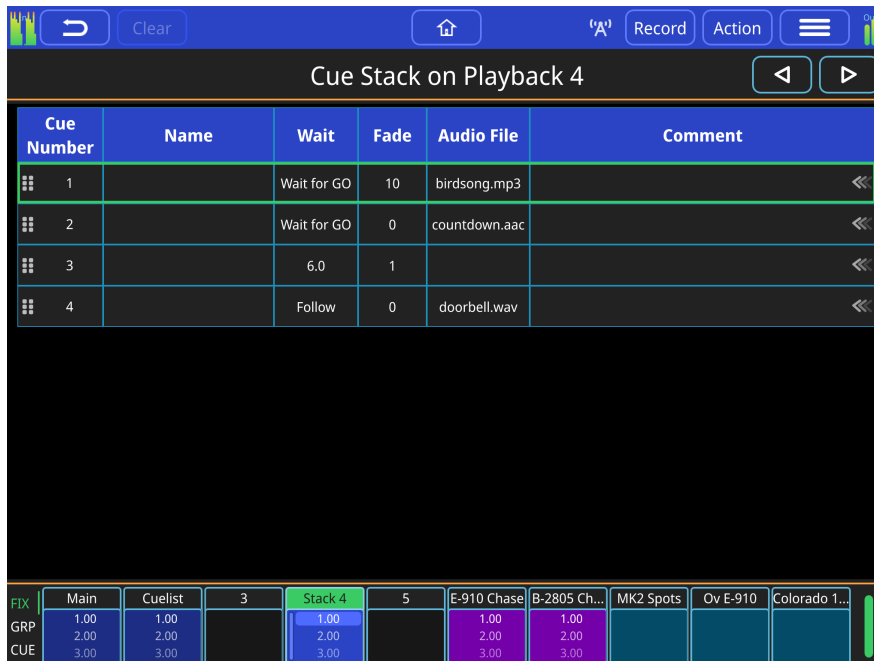 In
Clear
Record
Action
Cue Stack on Playback 4
Cue Number
Name
Wait
Fade
Audio File
Comment
1 Wait for GO 10 birdsong.mp3
2 Wait for GO 0 countdown.aac
3 6.0 1
4 Follow 0 doorbell.wav
FIX
GRP
CUE
Main
1.00
2.00
3.00
Cuelist
1.00
2.00
3.00
3
Stack 4
1.00
2.00
3.00
5
E-910 Chase
1.00
2.00
3.00
B-2805 Ch...
1.00
2.00
3.00
MK2 Spots
Ov E-910
Colorado 1...